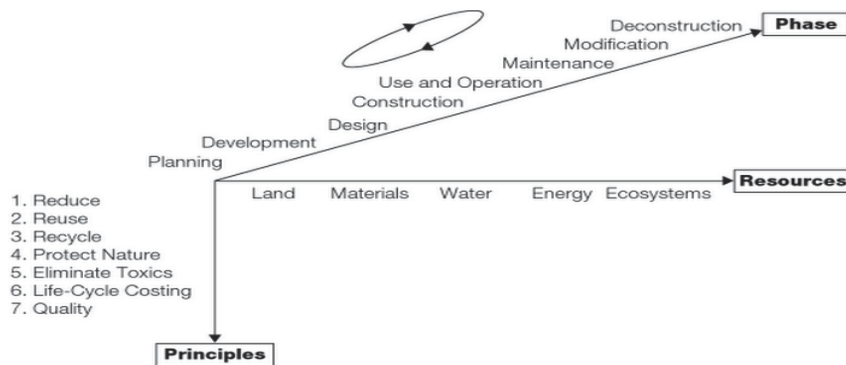 Deconstruction
Phase
Modification
Maintenance
Use and Operation
Construction
Design
Development
Planning
Resources
Land Materials Water Energy Ecosystems
1. Reduce
2. Reuse
3. Recycle
4. Protect Nature
5. Eliminate Toxics
6. Life-Cycle Costing
7. Quality
Principles